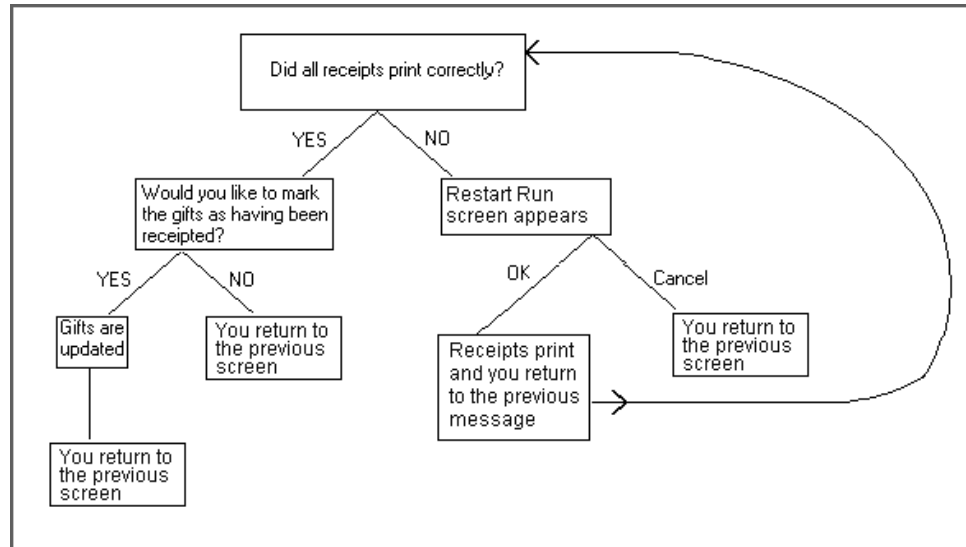 Did all receipts print correctly?
YES
NO
Would you like to mark
the gifts as having been
receipted?
Restart Run
screen appears
YES
NO
OK
Cancel
Gifts are
updated
You return to
the previous
screen
Receipts print
and you return
to the previous
message
You return to
the previous
screen
You return to
the previous
screen